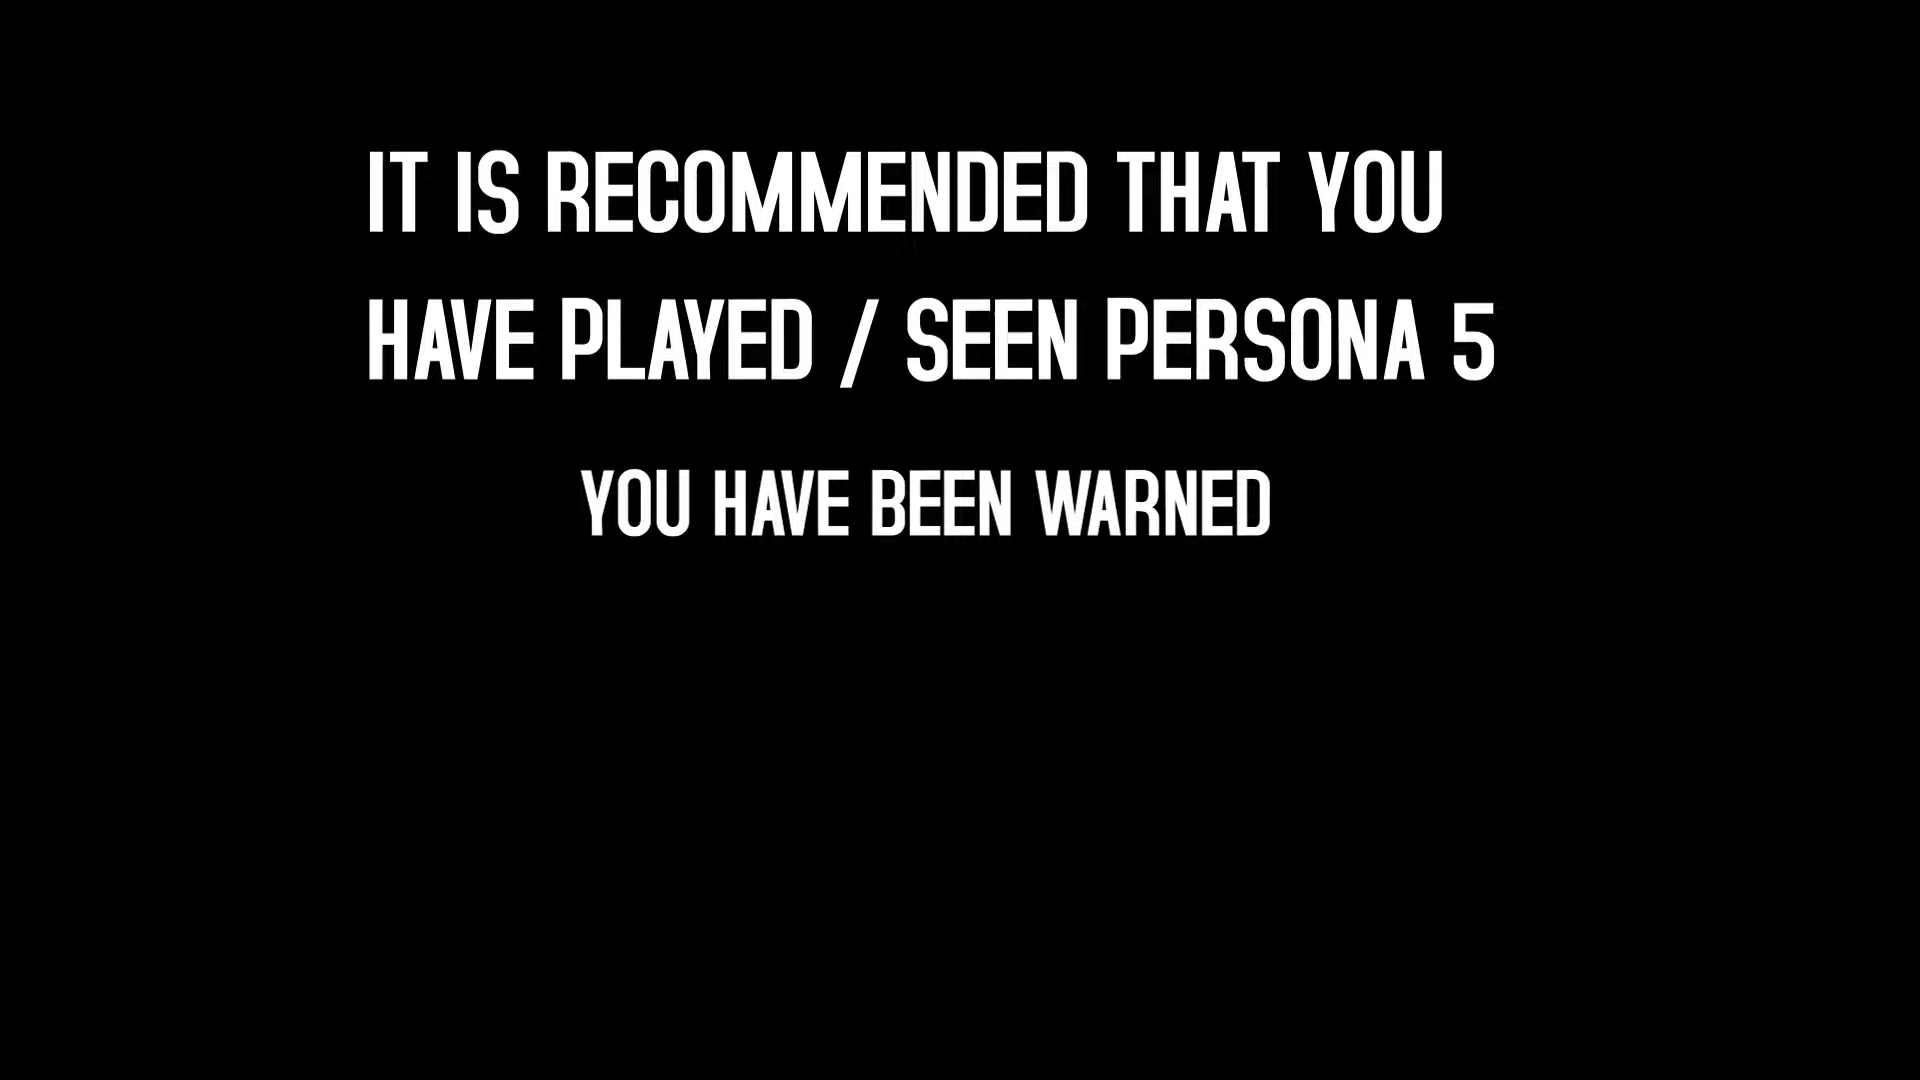 IT IS RECOMMENDED THAT YOU
HAVE PLAYED / SEEN PERSONA 5
YOU HAVE BEEN WARNED